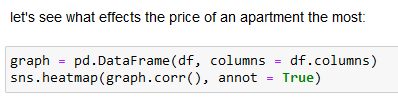 let's see what effects the price of an apartment the most:
graph = pd.DataFrame(df, columns = df.columns)
sns.heatmap(graph.corr(), annot = True)